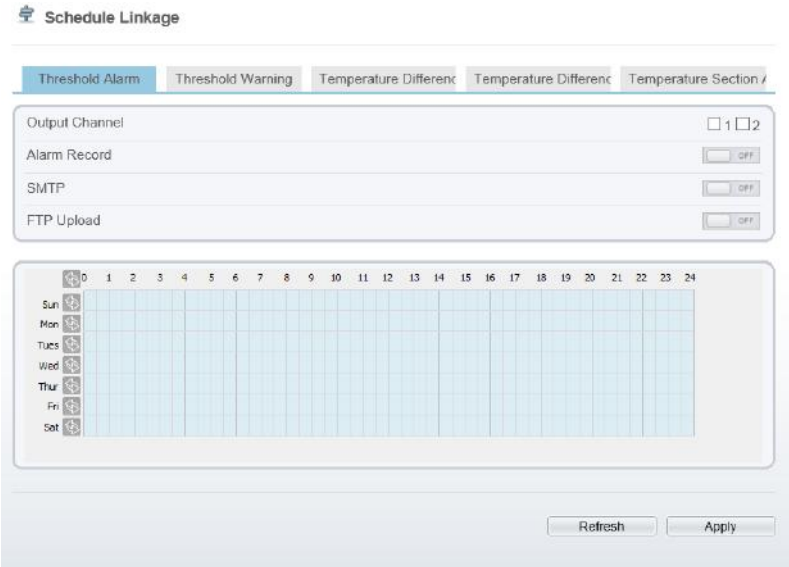 Schedule Linkage
Threshold Alarm Threshold Warning Temperature Differenc Temperature Differenc Temperature Section A
Output Channel 1 2
Alarm Record OFF
SMTP OFF
FTP Upload OFF
0 1 2 3 4 5 6 7 8 9 10 11 12 13 14 15 16 17 18 19 20 21 22 23 24
Sun
Mon
Tues
Wed
Thur
Fri
Sat
Refresh Apply